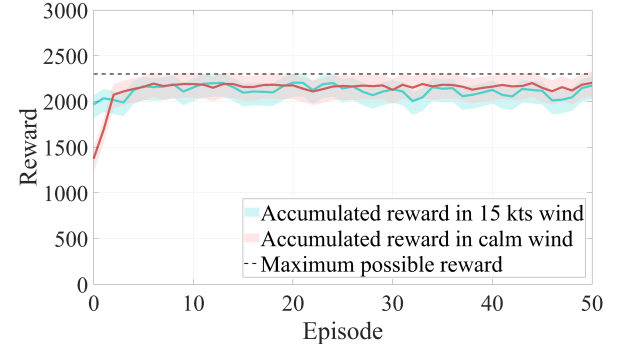 3000
2500
2000
1500
1000
500
0
Reward
Accumulated reward in 15 kts wind
Accumulated reward in calm wind
Maximum possible reward
0 10 20 30 40 50
Episode